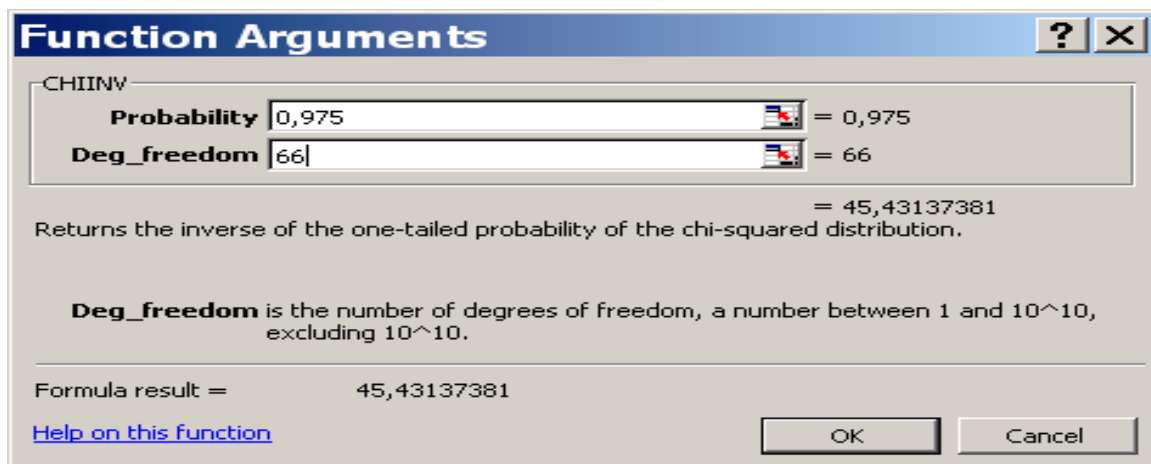 Function Arguments ? X
CHIINV
Probability 0,975 = 0,975
Deg_freedom 66 = 66
= 45,43137381
Returns the inverse of the one-tailed probability of the chi-squared distribution.
Deg_freedom is the number of degrees of freedom, a number between 1 and 10^10,
excluding 10^10.
Formula result = 45,43137381
Help on this function OK Cancel